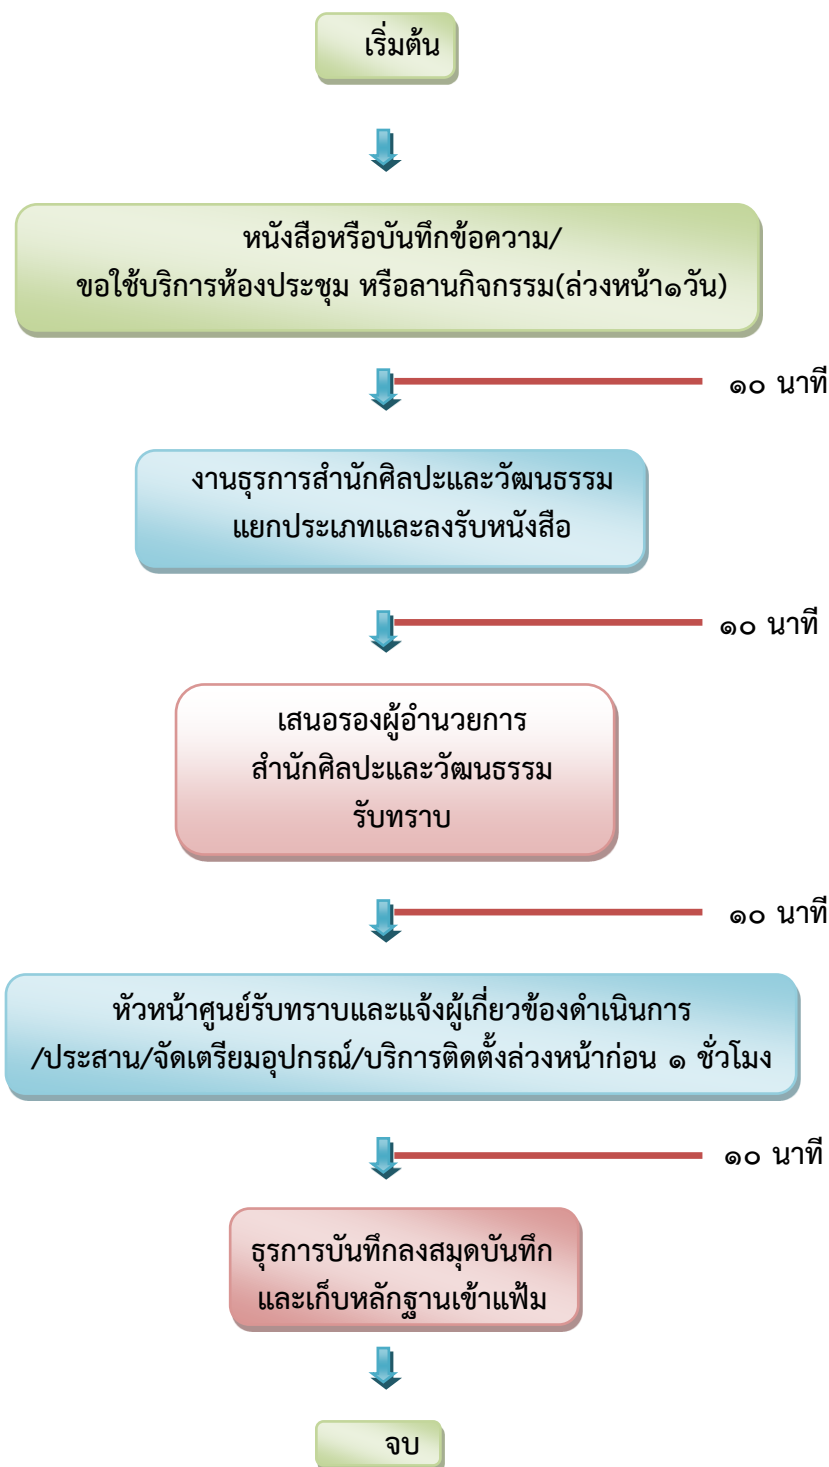 เริ่มต้น
หนังสือหรือบันทึกข้อความ/
ขอใช้บริการห้องประชุม หรือลานกิจกรรม(ล่วงหน้า๑วัน)
๑๐ นาที
งานธุรการสำนักศิลปะและวัฒนธรรม
แยกประเภทและลงรับหนังสือ
๑๐ นาที
เสนอรองผู้อำนวยการ
สำนักศิลปะและวัฒนธรรม
รับทราบ
๑๐ นาที
หัวหน้าศูนย์รับทราบและแจ้งผู้เกี่ยวข้องดำเนินการ
/ประสาน/จัดเตรียมอุปกรณ์/บริการติดตั้งล่วงหน้าก่อน ๑ ชั่วโมง
๑๐ นาที
ธุรการบันทึกลงสมุดบันทึก
และเก็บหลักฐานเข้าแฟ้ม
จบ